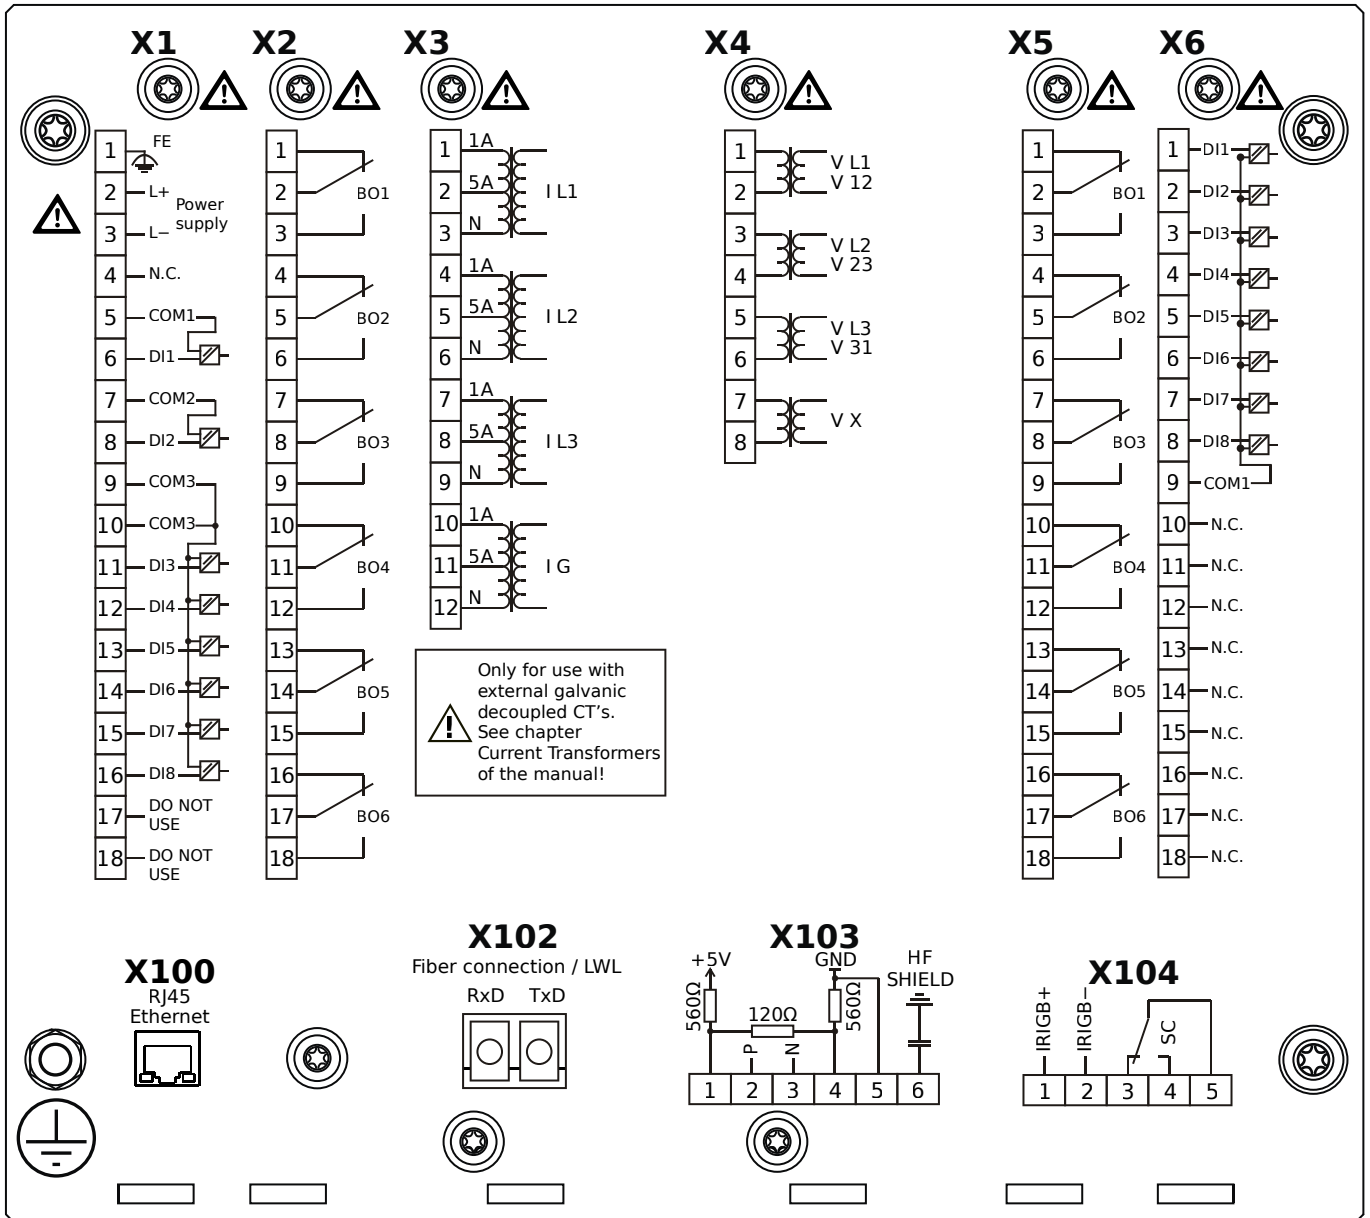 X1
X2
X3
X4
X5
X6
1 FE
2 L+
Power
supply
3 L−
4 N.C.
5 COM1
6 DI1
7 COM2
8 DI2
9 COM3
10 COM3
11 DI3
12 DI4
13 DI5
14 DI6
15 DI7
16 DI8
17 DO NOT
USE
18 DO NOT
USE
1
2 BO1
3
4
5 BO2
6
7
8 BO3
9
10
11 BO4
12
13
14 BO5
15
16
17 BO6
18
1 1A
2 5A I L1
3 N
4 1A
5 5A I L2
6 N
7 1A
8 5A I L3
9 N
10 1A
11 5A I G
12 N
Only for use with
external galvanic
decoupled CT's.
See chapter
Current Transformers
of the manual!
1 V L1
2 V 12
3 V L2
4 V 23
5 V L3
6 V 31
7 V X
8
1
2 BO1
3
4
5 BO2
6
7
8 BO3
9
10
11 BO4
12
13
14 BO5
15
16
17 BO6
18
1 DI1
2 DI2
3 DI3
4 DI4
5 DI5
6 DI6
7 DI7
8 DI8
9 COM1
10 N.C.
11 N.C.
12 N.C.
13 N.C.
14 N.C.
15 N.C.
16 N.C.
17 N.C.
18 N.C.
X100
RJ45
Ethernet
X102
Fiber connection / LWL
RxD TxD
X103
+5V GND HF
SHIELD
560Ω 120Ω 560Ω
P N
1 2 3 4 5 6
X104
IRIGB+ IRIGB− SC
1 2 3 4 5